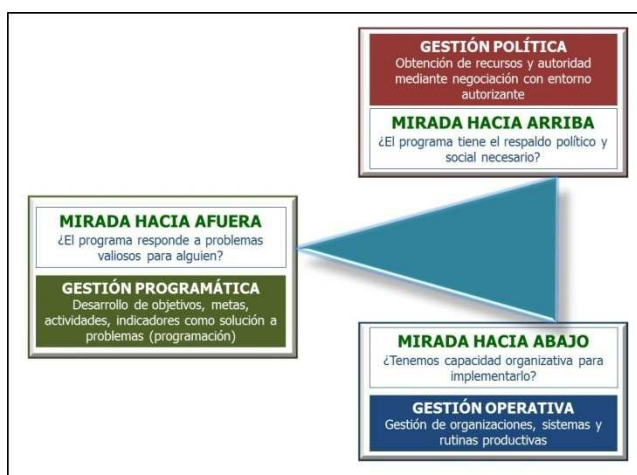 GESTIÓN POLÍTICA
Obtención de recursos y autoridad
mediante negociación con entorno
autorizante
MIRADA HACIA ARRIBA
¿El programa tiene el respaldo político y
social necesario?
MIRADA HACIA AFUERA
¿El programa responde a problemas
valiosos para alguien?
GESTIÓN PROGRAMÁTICA
Desarrollo de objetivos, metas,
actividades, indicadores como solución a
problemas (programación)
MIRADA HACIA ABAJO
¿Tenemos capacidad organizativa para
implementarlo?
GESTIÓN OPERATIVA
Gestión de organizaciones, sistemas y
rutinas productivas